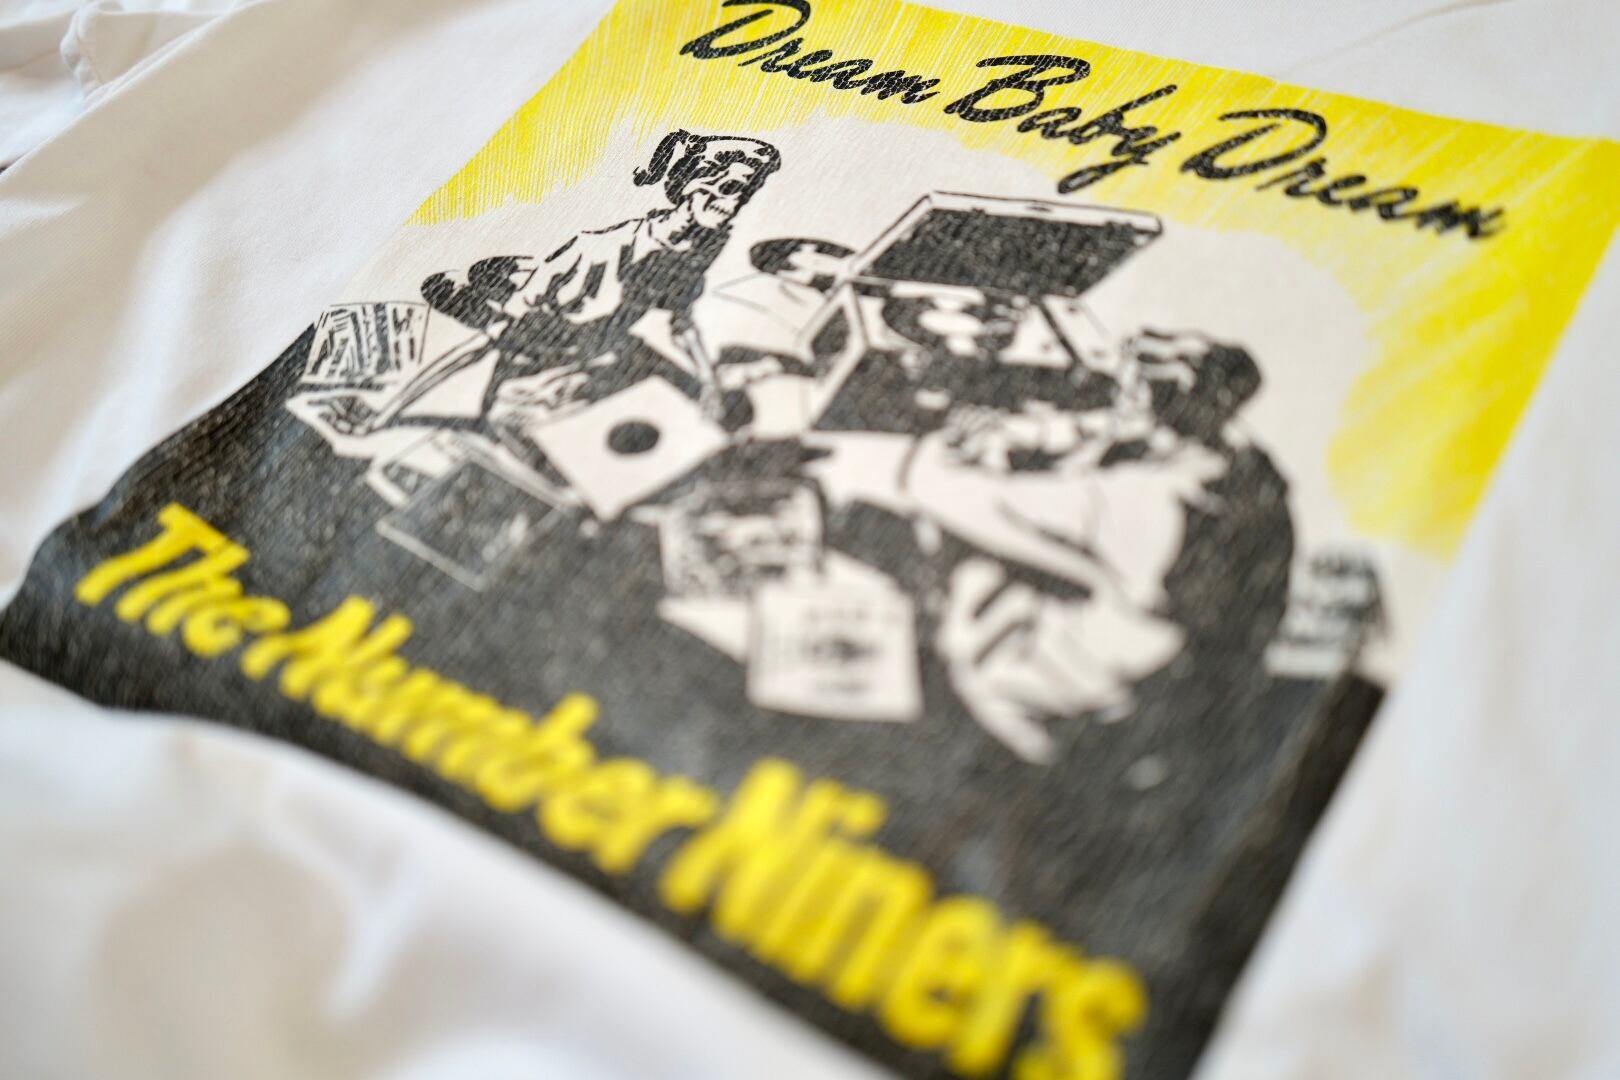 Dream Baby Dream
The Number Niners